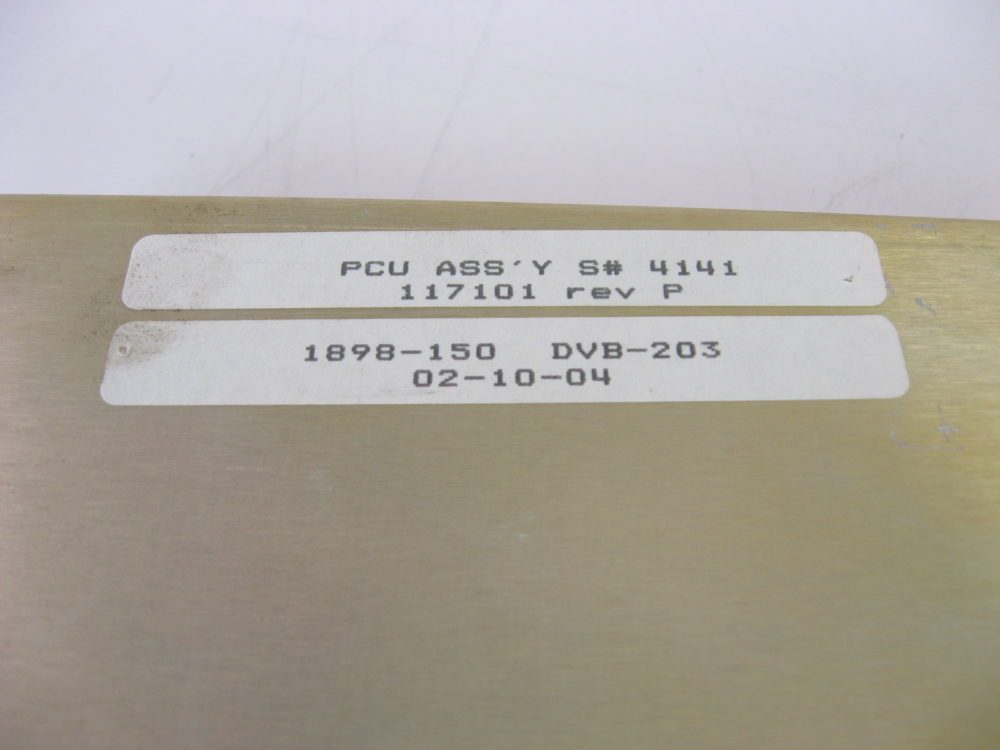 PCU ASS'Y S# 4141
117101 rev P
1898-150 DVB-203
02-10-04